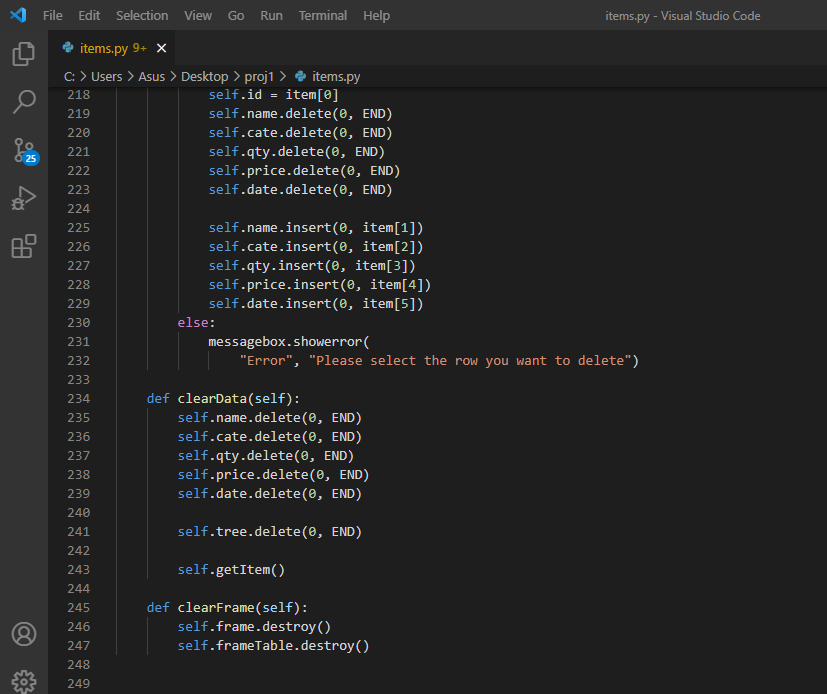 File Edit Selection View Go Run Terminal Help items.py - Visual Studio Code
items.py 9+
C: > Users > Asus > Desktop > proj1 > items.py
218 self.id = item[0]
219 self.name.delete(0, END)
220 self.cate.delete(0, END)
221 self.qty.delete(0, END)
222 self.price.delete(0, END)
223 self.date.delete(0, END)
224
225 self.name.insert(0, item[1])
226 self.cate.insert(0, item[2])
227 self.qty.insert(0, item[3])
228 self.price.insert(0, item[4])
229 self.date.insert(0, item[5])
230 else:
231 messagebox.showerror(
232 "Error", "Please select the row you want to delete")
233
234 def clearData(self):
235 self.name.delete(0, END)
236 self.cate.delete(0, END)
237 self.qty.delete(0, END)
238 self.price.delete(0, END)
239 self.date.delete(0, END)
240
241 self.tree.delete(0, END)
242
243 self.getItem()
244
245 def clearFrame(self):
246 self.frame.destroy()
247 self.frameTable.destroy()
248
249
25